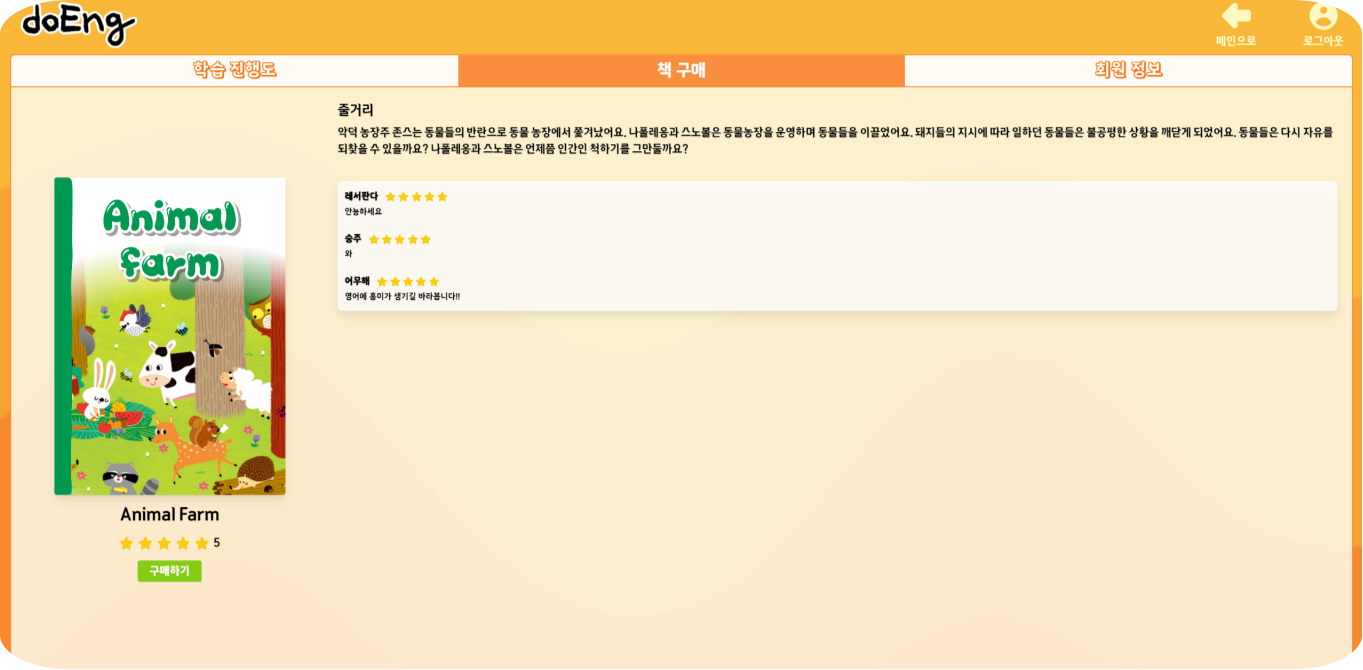 doEng
메인으로
로그아웃
학습 진행도
책 구매
회원 정보
줄거리
악덕 농장주 존스는 동물들의 반란으로 동물 농장에서 쫓겨났어요. 나폴레옹과 스노볼은 동물농장을 운영하며 동물들을 이끌었어요. 돼지들의 지시에 따라 일하던 동물들은 불공평한 상황을 깨닫게 되었어요. 동물들은 다시 자유를
되찾을 수 있을까요? 나폴레옹과 스노볼은 언제쯤 인간인 척하기를 그만둘까요?
레서판다
안뇽하세요
승주
와
어무해
영어에 흥미가 생기길 바라봅니다!!
Animal
farm
Animal Farm
5
구매하기